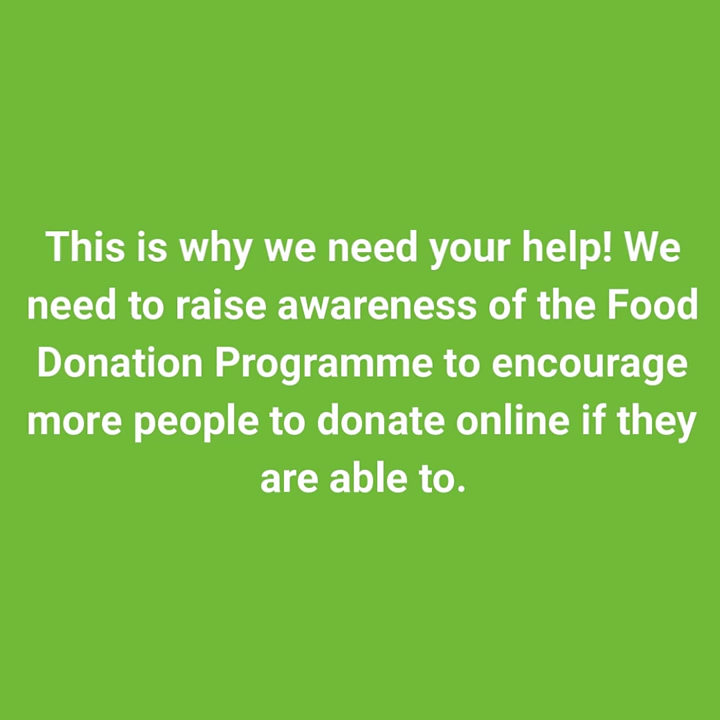 This is why we need your help! We
need to raise awareness of the Food
Donation Programme to encourage
more people to donate online if they
are able to.